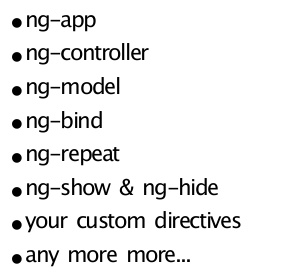 •ng-app
•ng-controller
•ng-model
•ng-bind
•ng-repeat
•ng-show & ng-hide
•your custom directives
•any more more...